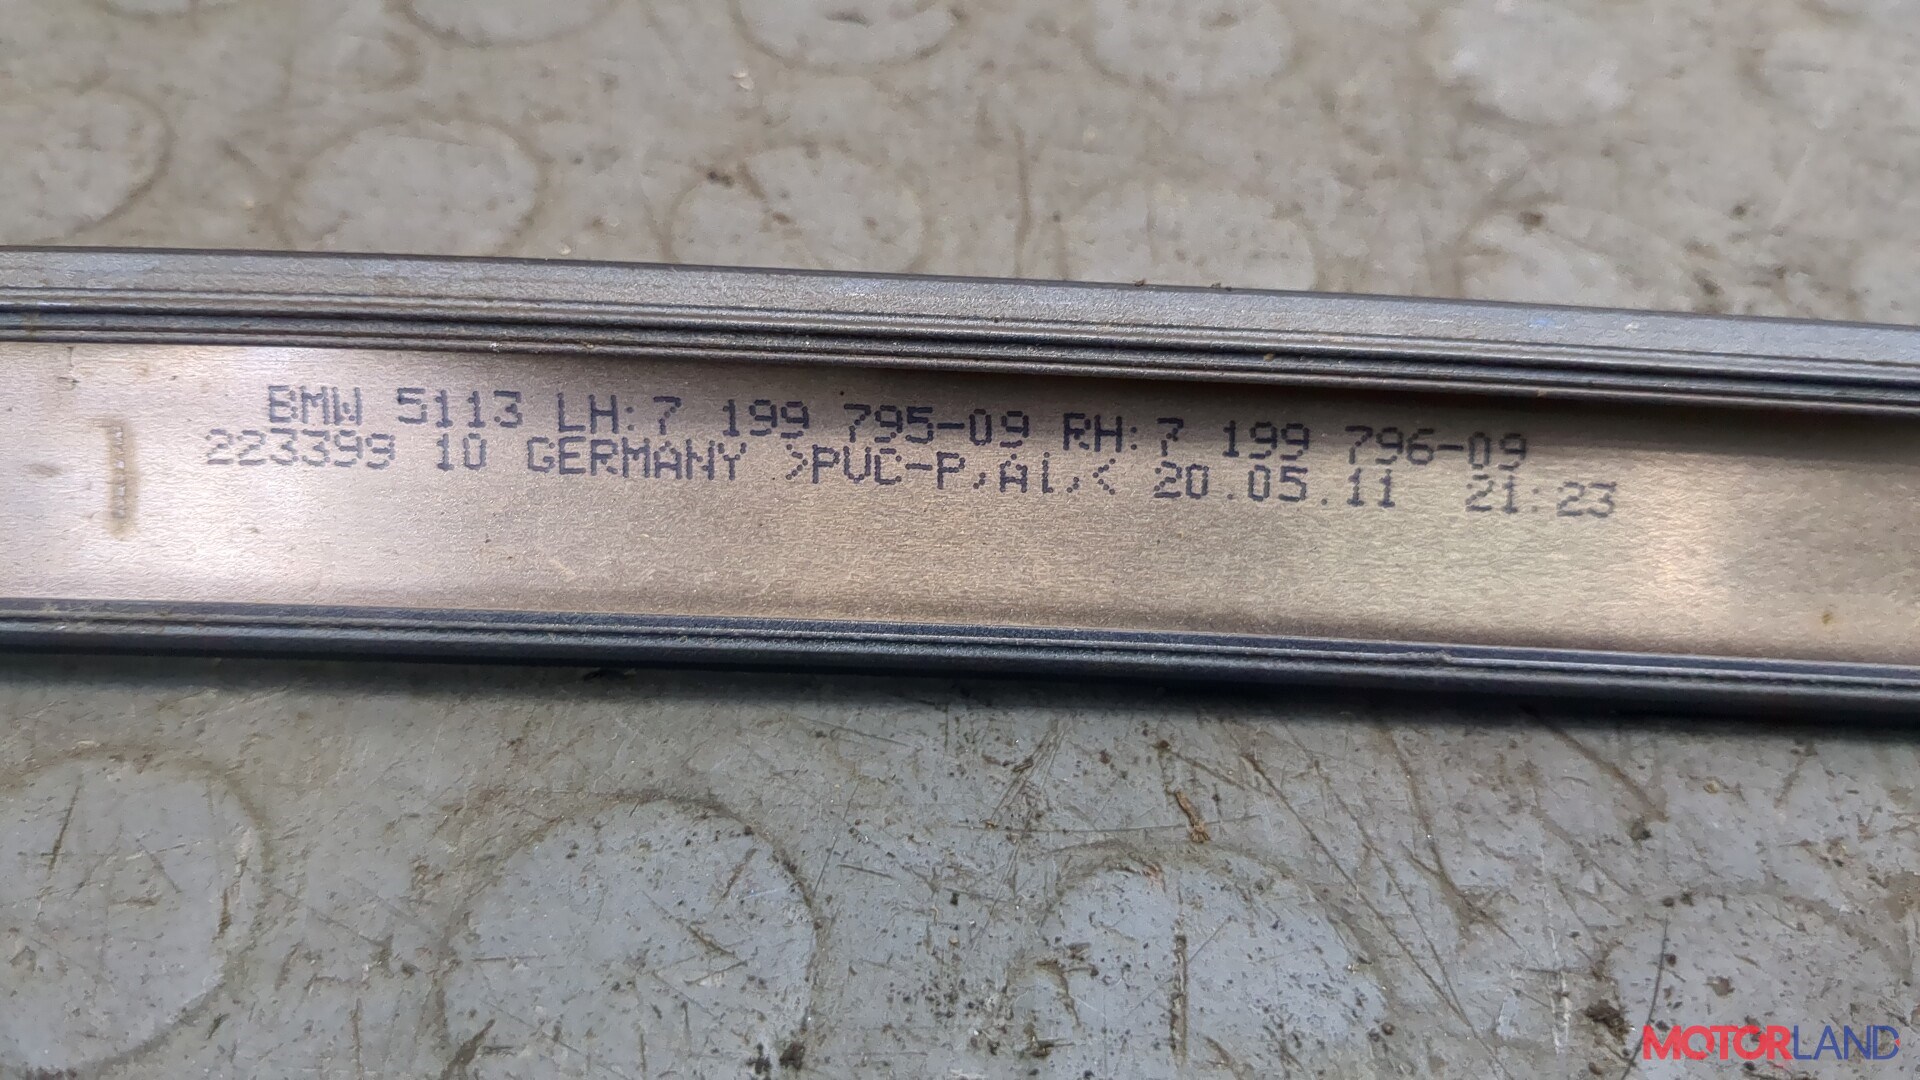 BMW 5113 LH:7 199 795-09 RH:7 199 796-09
223399 10 GERMANY >PVC-P,Al,< 20.05.11 21:23
MOTORLAND